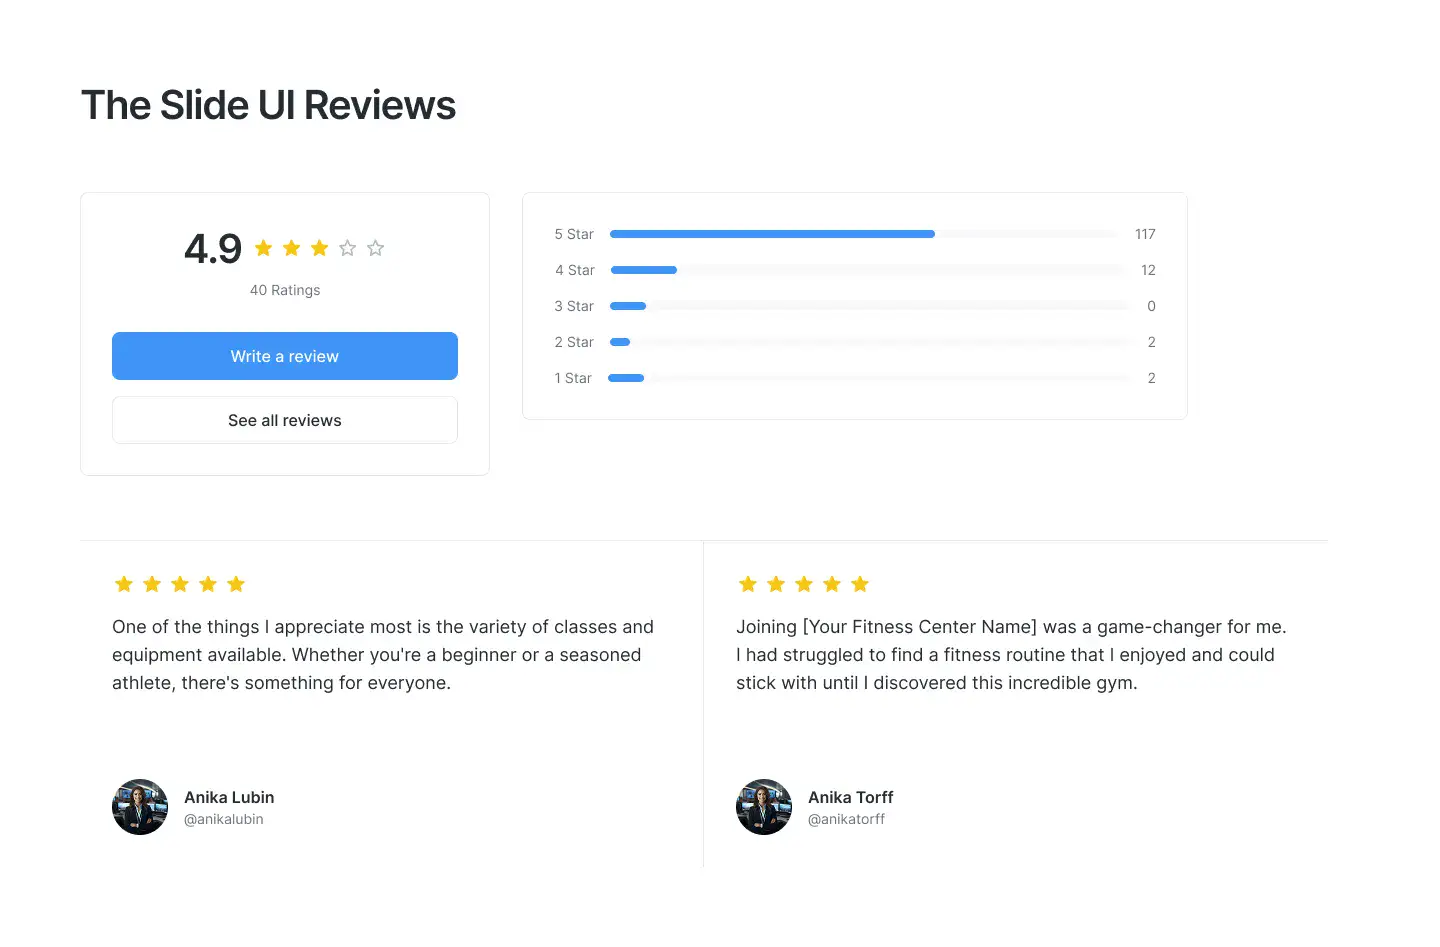 The Slide UI Reviews
4.9
40 Ratings
Write a review
See all reviews
5 Star 117
4 Star 12
3 Star 0
2 Star 2
1 Star 2
One of the things I appreciate most is the variety of classes and
equipment available. Whether you're a beginner or a seasoned
athlete, there's something for everyone.
Anika Lubin
@anikalubin
Joining [Your Fitness Center Name] was a game-changer for me.
I had struggled to find a fitness routine that I enjoyed and could
stick with until I discovered this incredible gym.
Anika Torff
@anikatorff